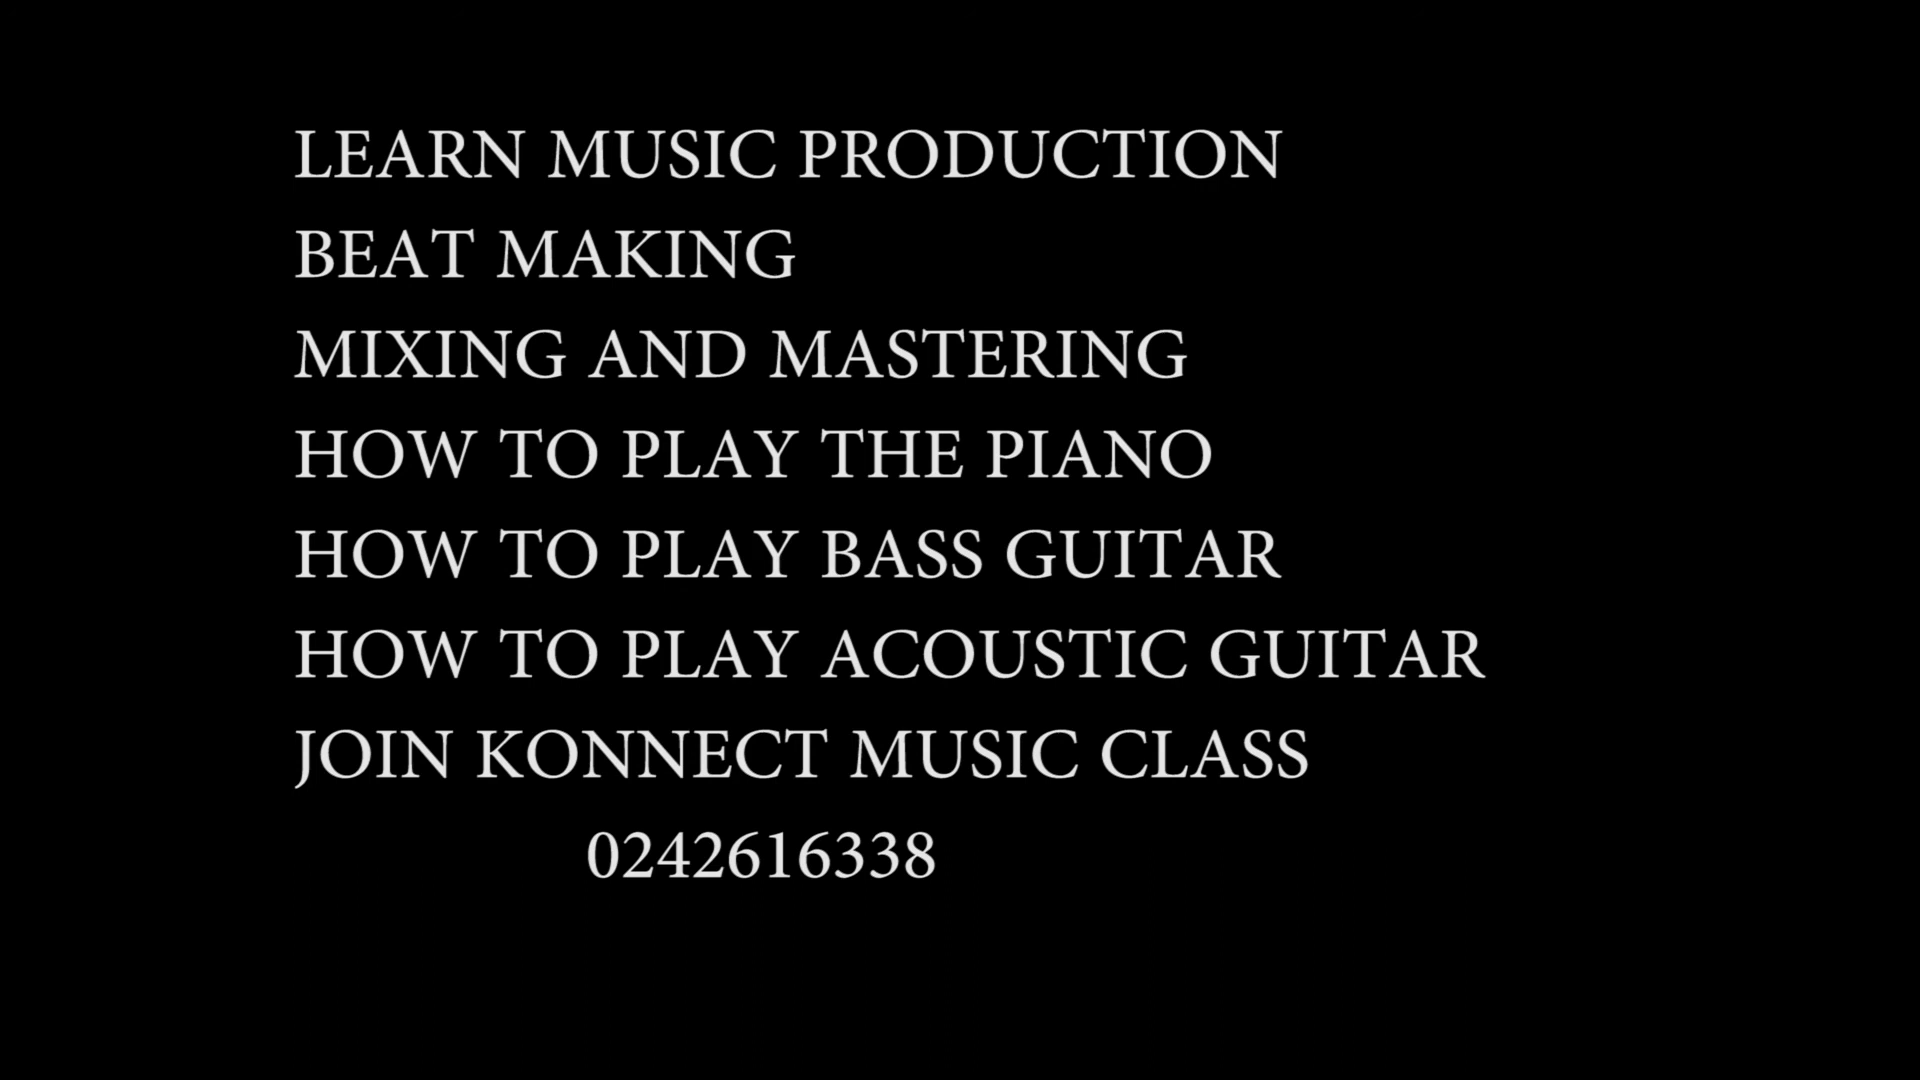 LEARN MUSIC PRODUCTION
BEAT MAKING
MIXING AND MASTERING
HOW TO PLAY THE PIANO
HOW TO PLAY BASS GUITAR
HOW TO PLAY ACOUSTIC GUITAR
JOIN KONNECT MUSIC CLASS
0242616338